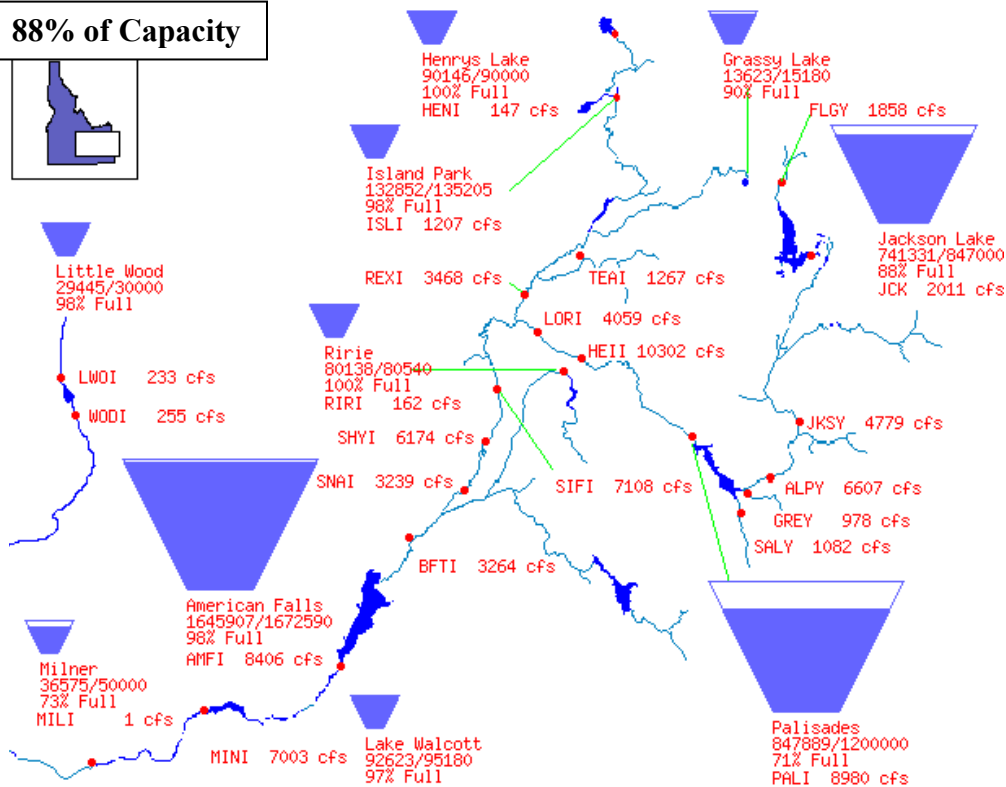 88% of Capacity
Henrys Lake
90146/90000
100% Full
HENI 147 cfs
Grassy Lake
13623/15180
90% Full
FLGY 1858 cfs
Island Park
132852/135205
98% Full
ISLI 1207 cfs
Jackson Lake
741331/847000
88% Full
JCK 2011 cfs
Little Wood
29445/30000
98% Full
REXI 3468 cfs
TEAI 1267 cfs
LORI 4059 cfs
HEII 10302 cfs
Ririe
80138/80540
100% Full
RIRI 162 cfs
LWOI 233 cfs
WODI 255 cfs
SHYI 6174 cfs
JKSY 4779 cfs
SNAI 3239 cfs
SIFI 7108 cfs
ALPY 6607 cfs
GREY 978 cfs
SALY 1082 cfs
BFTI 3264 cfs
American Falls
1645907/1672590
98% Full
AMFI 8406 cfs
Milner
36575/50000
73% Full
MILI 1 cfs
MINI 7003 cfs
Lake Walcott
92623/95180
97% Full
Palisades
847889/1200000
71% Full
PALI 8980 cfs